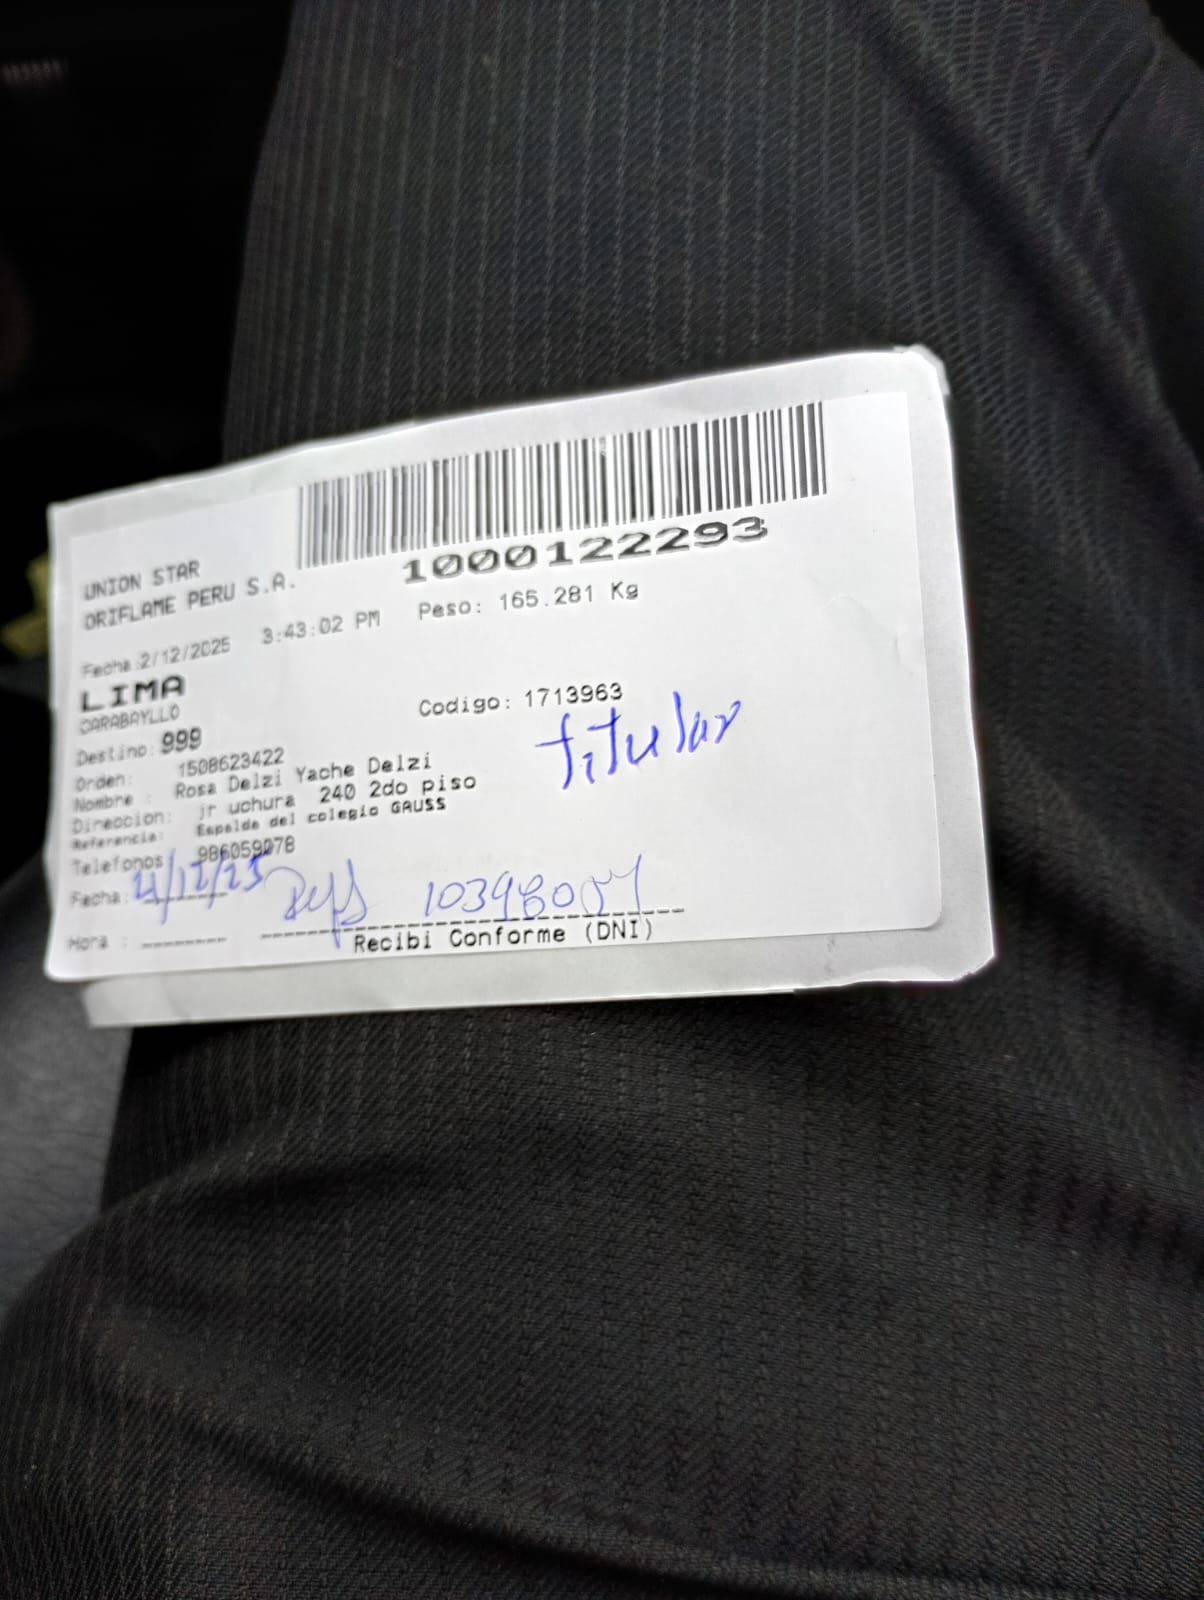 1000122293
UNION STAR
ORIFLAME PERU S.A.
Fecha:2/12/2025 3:43:02 PM Peso: 165.281 Kg
LIMA
CARABAYLLO
Codigo: 1713963
Destino: 999
titular
Orden: 1508623422
Nombre : Rosa Delzi Yache Delzi
Direccion: jr uchura 240 2do piso
Referencia: Espalda del colegio GAUSS
Telefonos 986059078
Fecha: 4/12/25
Hora :
Recibi Conforme (DNI)